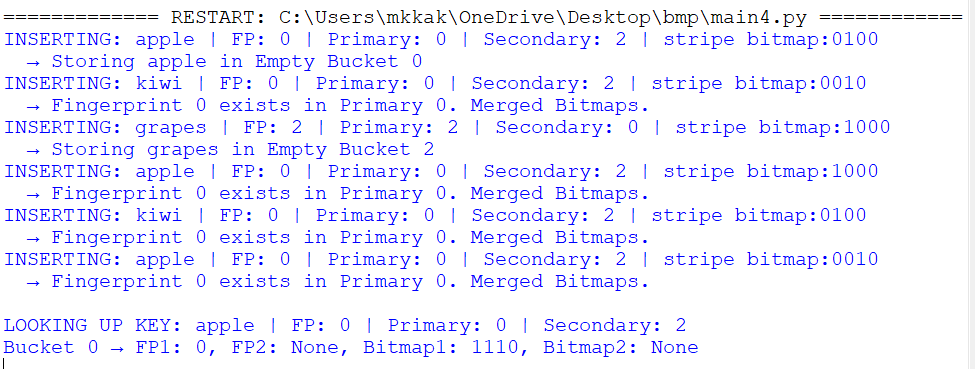 ============= RESTART: C:\Users\mkkak\OneDrive\Desktop\bmp\main4.py ============
INSERTING: apple | FP: 0 | Primary: 0 | Secondary: 2 | stripe bitmap:0100
  → Storing apple in Empty Bucket 0
INSERTING: kiwi | FP: 0 | Primary: 0 | Secondary: 2 | stripe bitmap:0010
  → Fingerprint 0 exists in Primary 0. Merged Bitmaps.
INSERTING: grapes | FP: 2 | Primary: 2 | Secondary: 0 | stripe bitmap:1000
  → Storing grapes in Empty Bucket 2
INSERTING: apple | FP: 0 | Primary: 0 | Secondary: 2 | stripe bitmap:1000
  → Fingerprint 0 exists in Primary 0. Merged Bitmaps.
INSERTING: kiwi | FP: 0 | Primary: 0 | Secondary: 2 | stripe bitmap:0100
  → Fingerprint 0 exists in Primary 0. Merged Bitmaps.
INSERTING: apple | FP: 0 | Primary: 0 | Secondary: 2 | stripe bitmap:0010
  → Fingerprint 0 exists in Primary 0. Merged Bitmaps.

LOOKING UP KEY: apple | FP: 0 | Primary: 0 | Secondary: 2
Bucket 0 → FP1: 0, FP2: None, Bitmap1: 1110, Bitmap2: None